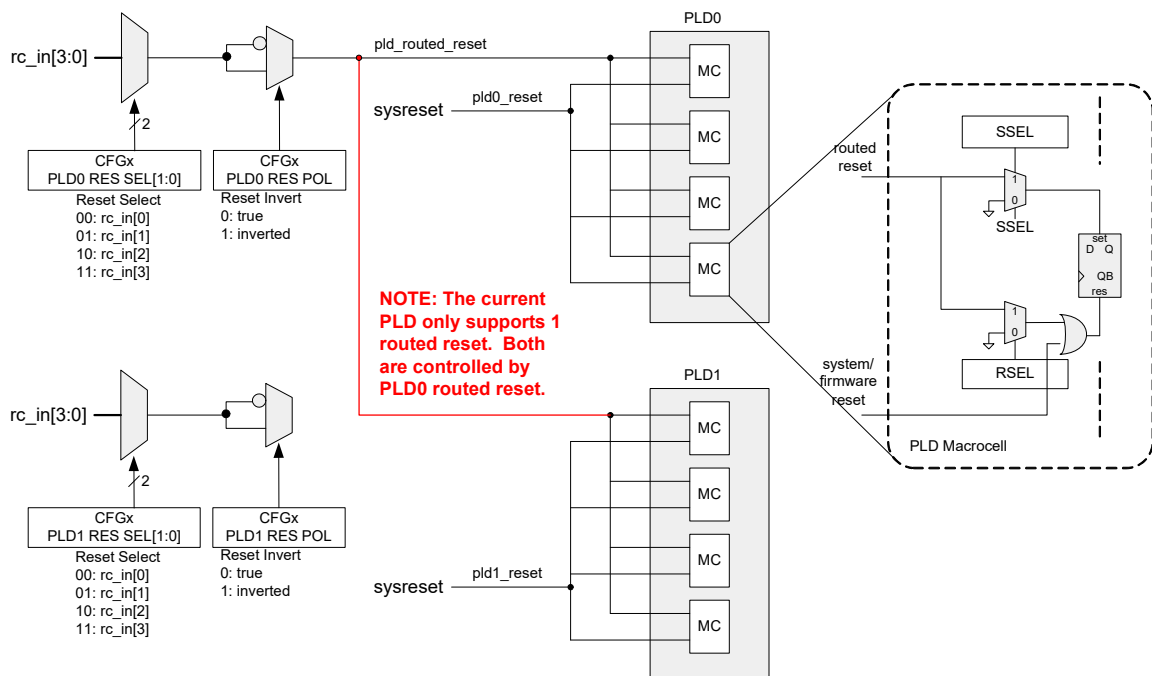 rc_in[3:0]
2
CFGx
PLD0 RES SEL[1:0]
Reset Select
00: rc_in[0]
01: rc_in[1]
10: rc_in[2]
11: rc_in[3]
CFGx
PLD0 RES POL
Reset Invert
0: true
1: inverted
pld_routed_reset
sysreset
pld0_reset
PLD0
MC
MC
MC
MC
NOTE: The current
PLD only supports 1
routed reset. Both
are controlled by
PLD0 routed reset.
rc_in[3:0]
2
CFGx
PLD1 RES SEL[1:0]
Reset Select
00: rc_in[0]
01: rc_in[1]
10: rc_in[2]
11: rc_in[3]
CFGx
PLD1 RES POL
Reset Invert
0: true
1: inverted
sysreset
pld1_reset
PLD1
MC
MC
MC
MC
routed
reset
SSEL
1
0
SSEL
set
D Q
QB
res
1
0
RSEL
system/
firmware
reset
PLD Macrocell